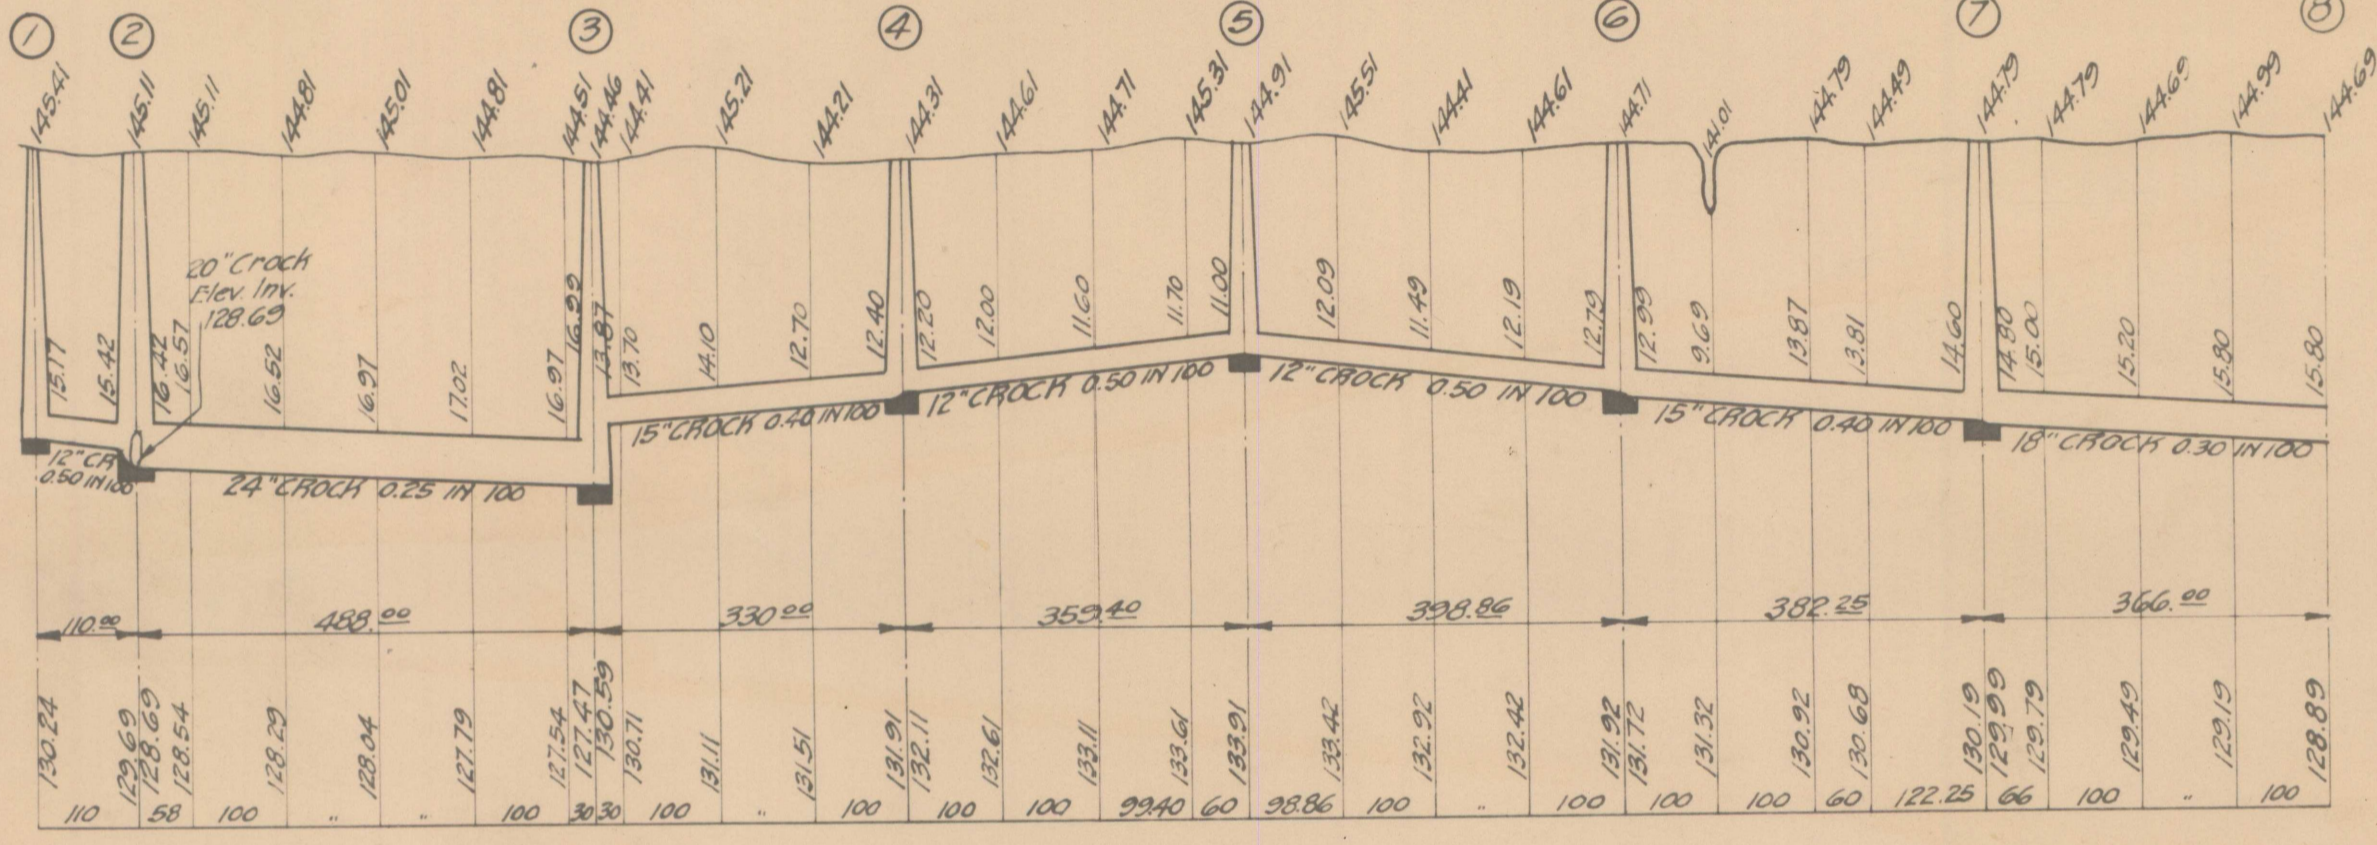 1 2 3 4 5 6 7 8
145.41 145.11 145.11 144.81 145.01 144.81 144.51 144.46 144.41 145.21 144.21 144.31 144.61 144.71 145.31 144.91 145.51 144.41 144.61 144.71 141.01 144.79 144.49 144.79 144.79 144.69 144.99 144.69
20" Crock
Elev. Inv.
128.69
15.17 15.42 16.42 16.57 16.52 16.97 17.02 16.97 16.99 13.87 13.70 14.10 12.70 12.40 12.20 12.00 11.60 11.70 11.00 12.09 11.49 12.19 12.79 12.99 9.69 13.87 13.81 14.60 14.80 15.00 15.20 15.80 15.80
12" CR
0.50 IN 100
24" CROCK 0.25 IN 100
15" CROCK 0.40 IN 100
12" CROCK 0.50 IN 100
12" CROCK 0.50 IN 100
15" CROCK 0.40 IN 100
18" CROCK 0.30 IN 100
110.00 488.00 330.00 359.40 398.86 382.25 366.00
130.24 129.69 128.69 128.54 128.29 128.04 127.79 127.54 127.47 130.59 130.71 131.11 131.51 131.91 132.11 132.61 133.11 133.61 133.91 133.42 132.92 132.42 131.92 131.72 131.32 130.92 130.68 130.19 129.99 129.79 129.49 129.19 128.89
110 58 100 " " 100 30 30 100 " 100 100 100 99.40 60 98.86 100 " 100 100 100 60 122.25 66 100 " 100